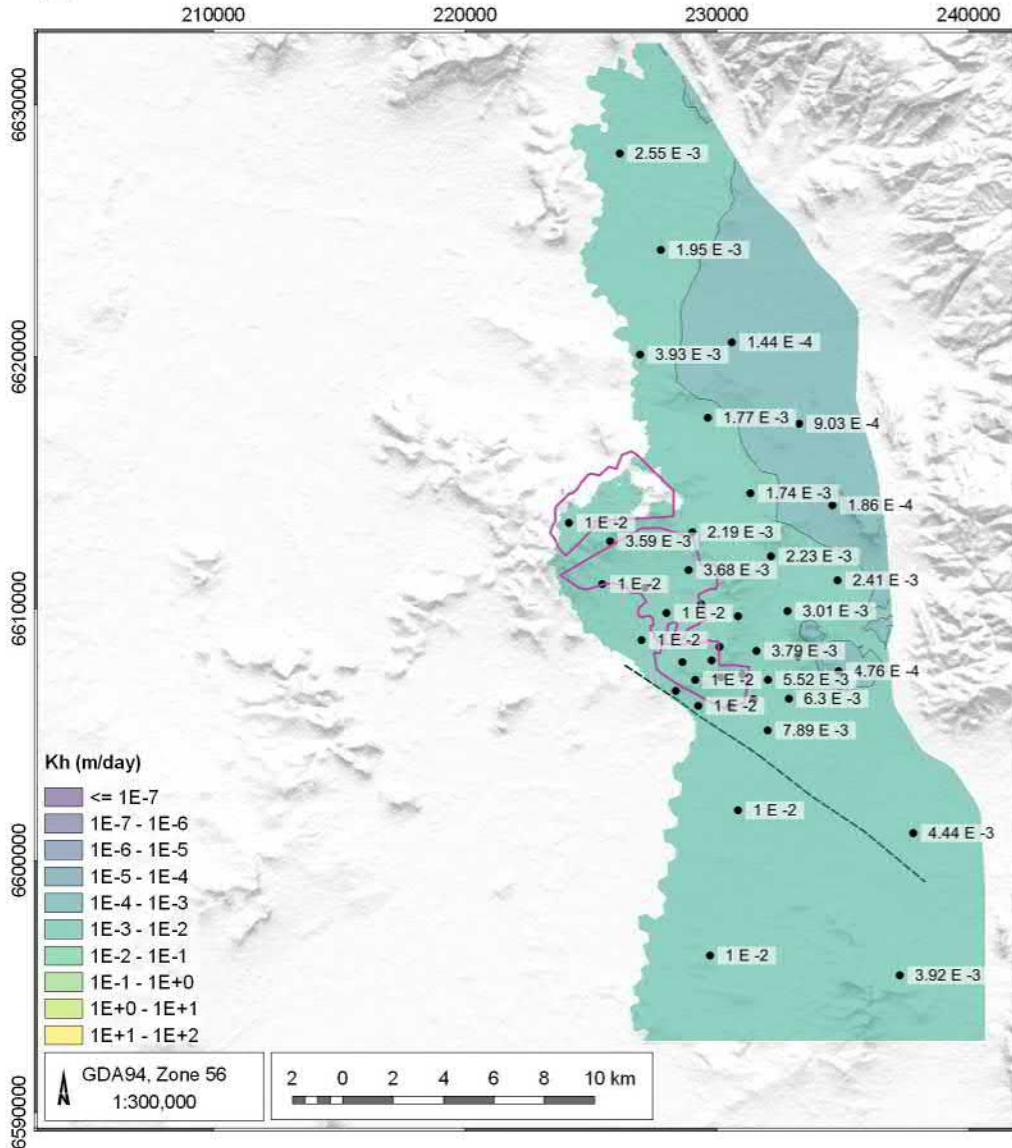 210000 220000 230000 240000
6630000
2.55 E -3
1.95 E -3
6620000
1.44 E -4
3.93 E -3
1.77 E -3
9.03 E -4
1.74 E -3
1.86 E -4
1 E -2
2.19 E -3
3.59 E -3
2.23 E -3
3.68 E -3
2.41 E -3
1 E -2
6610000
1 E -2
3.01 E -3
1 E -2
3.79 E -3
4.76 E -4
1 E -2
5.52 E -3
6.3 E -3
1 E -2
7.89 E -3
1 E -2
4.44 E -3
6600000
1 E -2
3.92 E -3
6590000
Kh (m/day)
<= 1E-7
1E-7 - 1E-6
1E-6 - 1E-5
1E-5 - 1E-4
1E-4 - 1E-3
1E-3 - 1E-2
1E-2 - 1E-1
1E-1 - 1E+0
1E+0 - 1E+1
1E+1 - 1E+2
GDA94, Zone 56
1:300,000
2 0 2 4 6 8 10 km